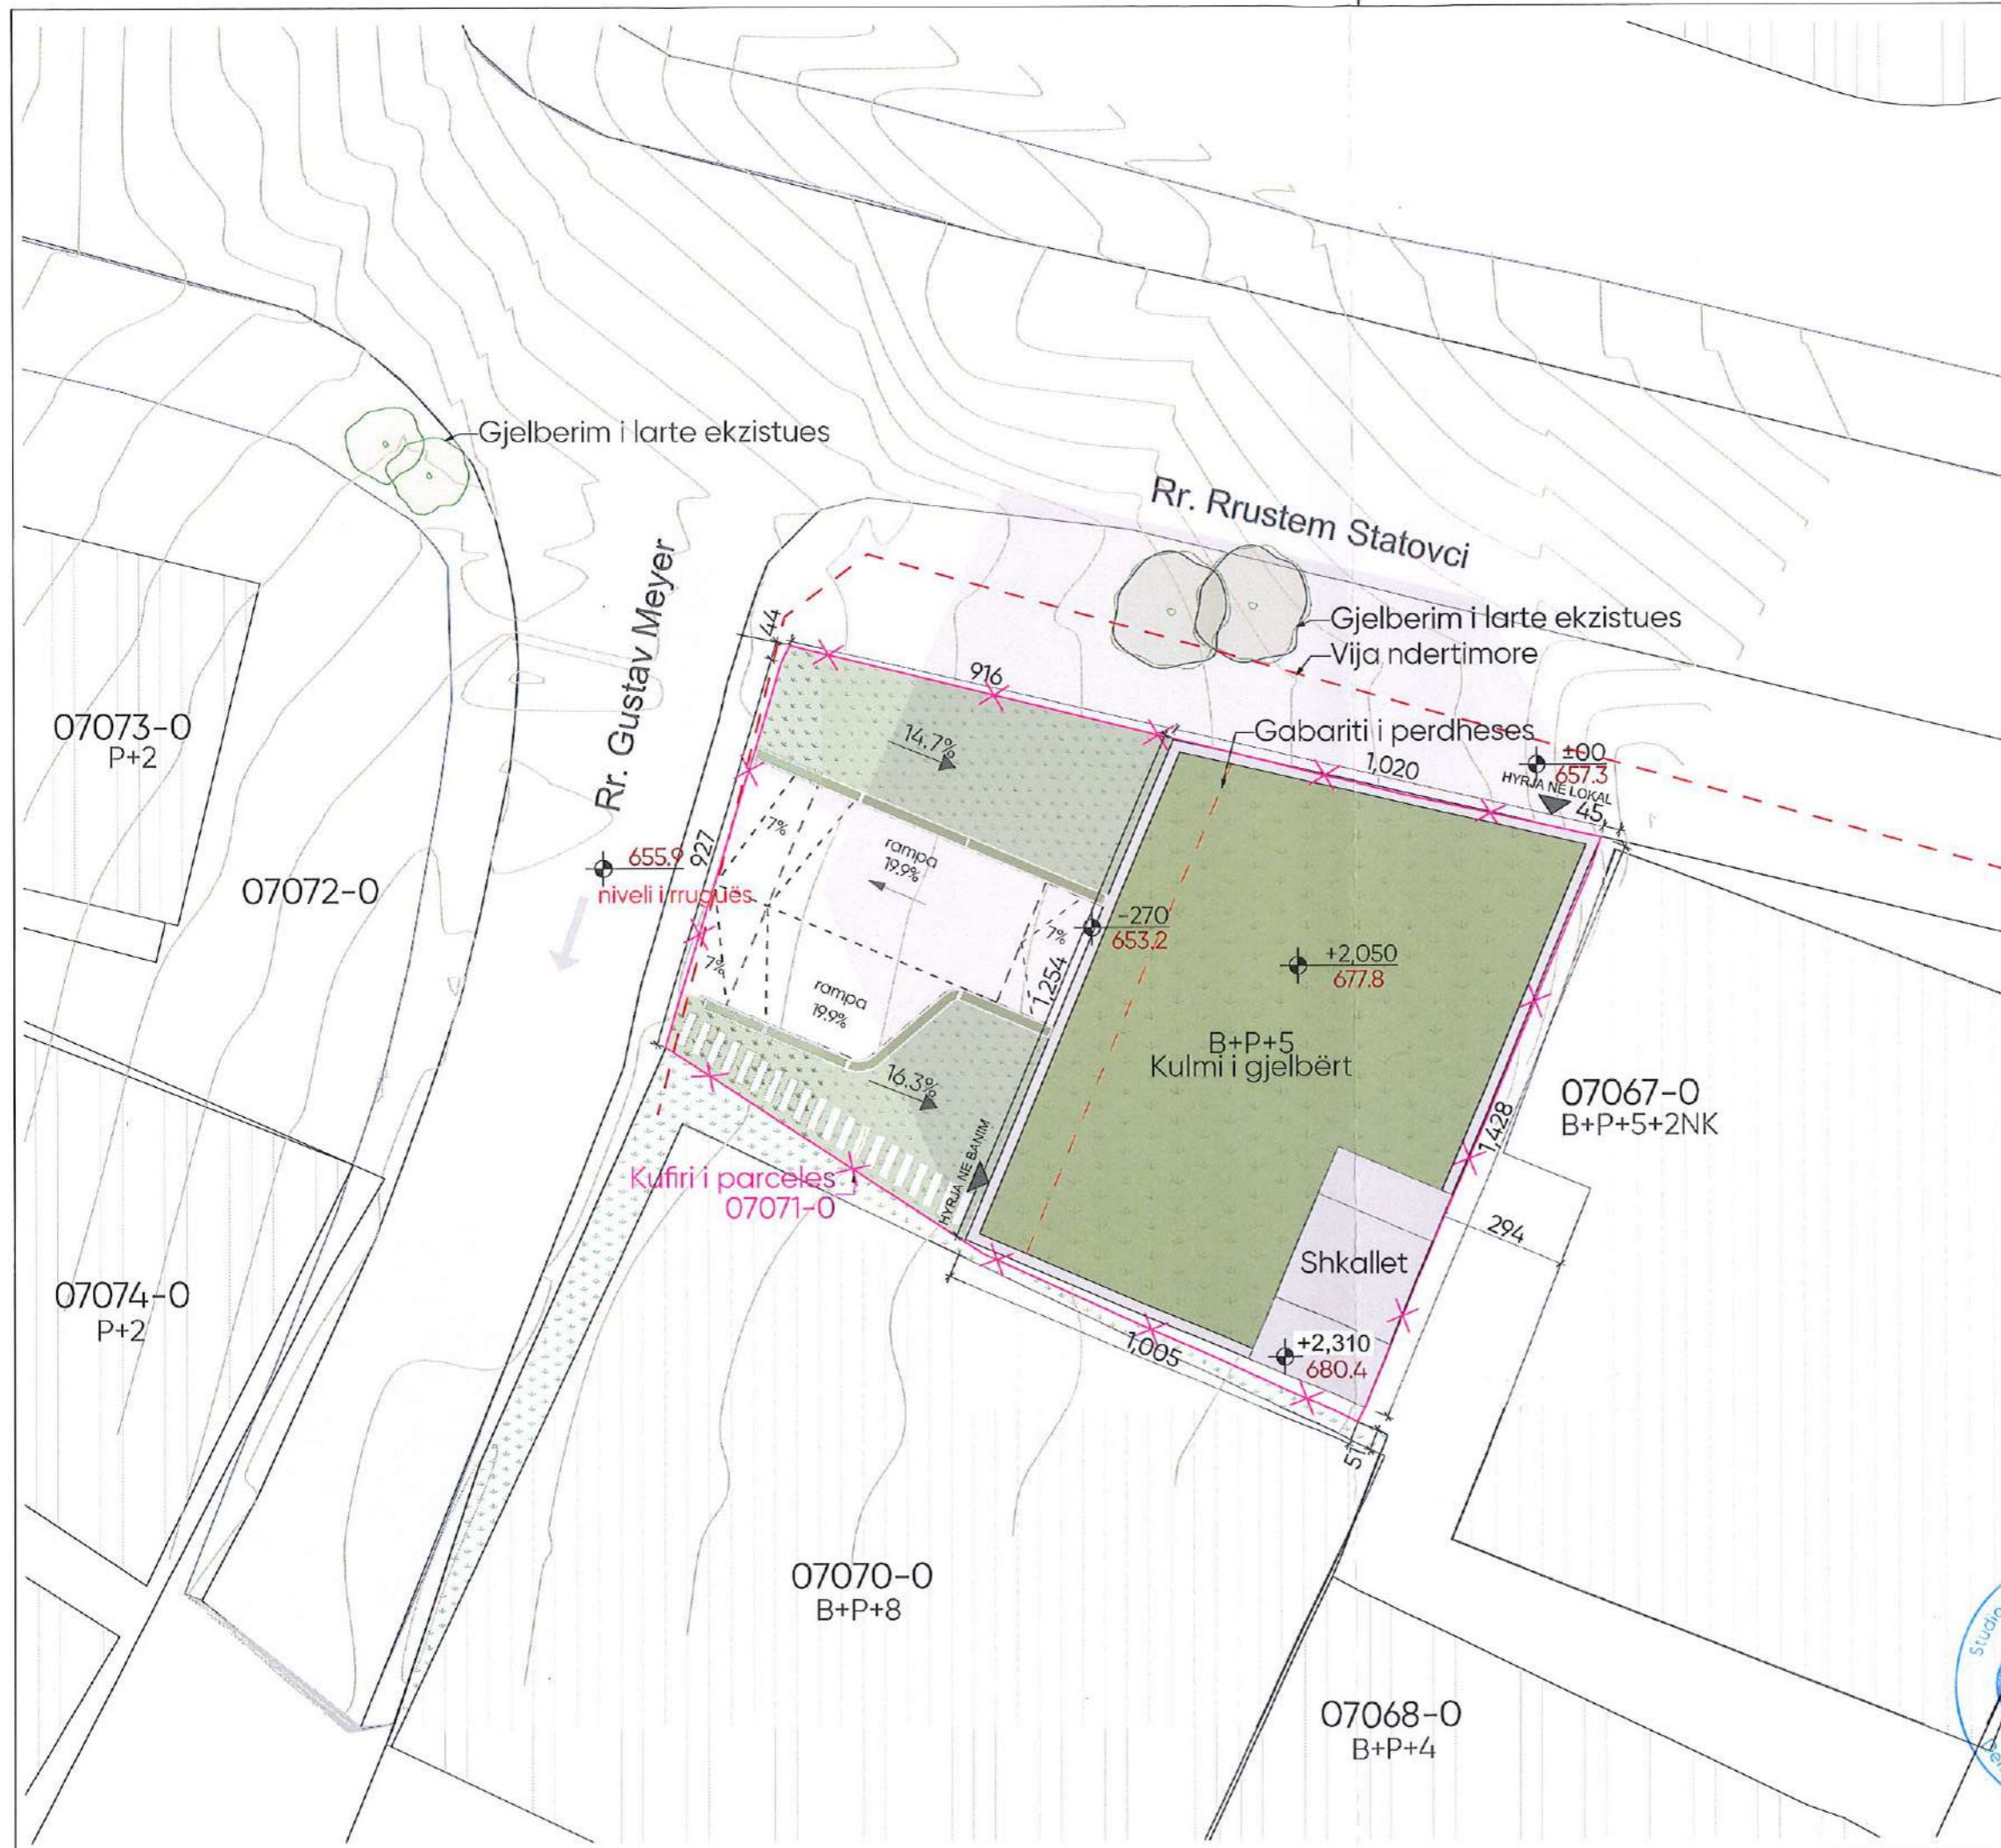 Gjelberim i larte ekzistues
Rr. Rrustem Statovci
Rr. Gustav Meyer
Gjelberim i larte ekzistues
Vija ndertimore
44
916
07073-0
P+2
14.7%
Gabariti i perdheses
1,020
±00
657.3
HYRJA NE LOKAL
45
7%
rampa
19.9%
655.9
927
niveli i rrugües
07072-0
-270
653.2
7%
1,254
+2,050
677.8
7%
rampa
19.9%
B+P+5
Kulmi i gjelbërt
16.3%
07067-0
B+P+5+2NK
1,428
HYRJA NE BANIM
Kufiri i parceles
07071-0
294
Shkallet
07074-0
P+2
+2,310
680.4
1,005
51
07070-0
B+P+8
07068-0
B+P+4
Studio